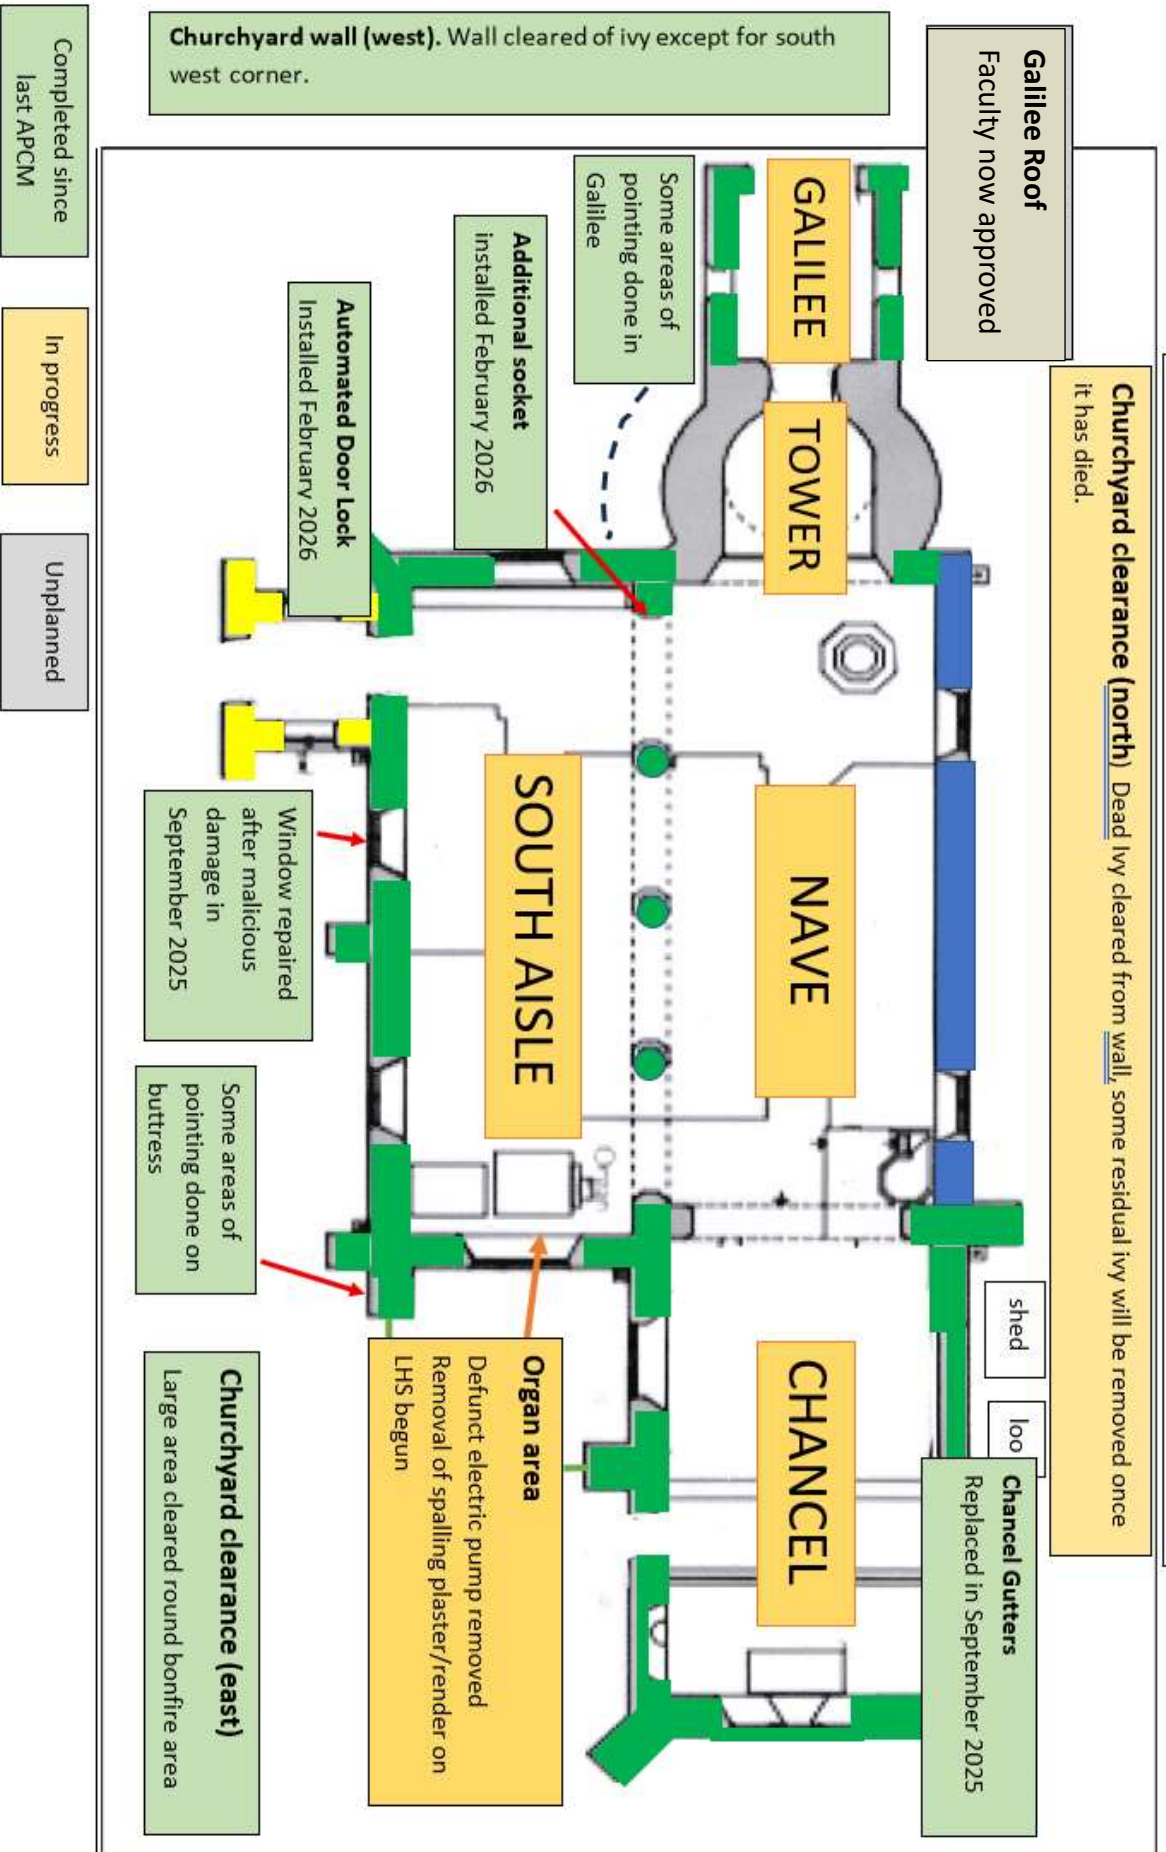 Churchyard wall (west). Wall cleared of ivy except for south
west corner.
Galilee Roof
Faculty now approved
Churchyard clearance (north) Dead Ivy cleared from wall, some residual ivy will be removed once
it has died.
shed
loo
Chancel Gutters
Replaced in September 2025
GALILEE
TOWER
NAVE
CHANCEL
SOUTH AISLE
Some areas of
pointing done in
Galilee
Additional socket
installed February 2026
Automated Door Lock
Installed February 2026
Window repaired
after malicious
damage in
September 2025
Some areas of
pointing done on
buttress
Organ area
Defunct electric pump removed
Removal of spalling plaster/render on
LHS begun
Churchyard clearance (east)
Large area cleared round bonfire area
Completed since
last APCM
In progress
Unplanned